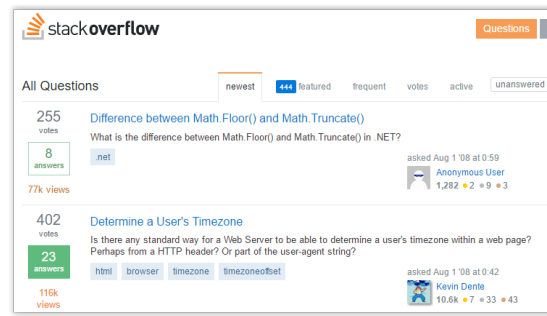 stackoverflow
Questions
All Questions
newest 444 featured frequent votes active unanswered
255
votes
8
answers
77k views
Difference between Math.Floor() and Math.Truncate()
What is the difference between Math.Floor() and Math.Truncate() in .NET?
.net
asked Aug 1 '08 at 0:59
Anonymous User
1,282 ●2 ●9 ●3
402
votes
23
answers
116k
views
Determine a User's Timezone
Is there any standard way for a Web Server to be able to determine a user's timezone within a web page?
Perhaps from a HTTP header? Or part of the user-agent string?
html browser timezone timezoneoffset
asked Aug 1 '08 at 0:42
Kevin Dente
10.6k ●7 ●33 ●43